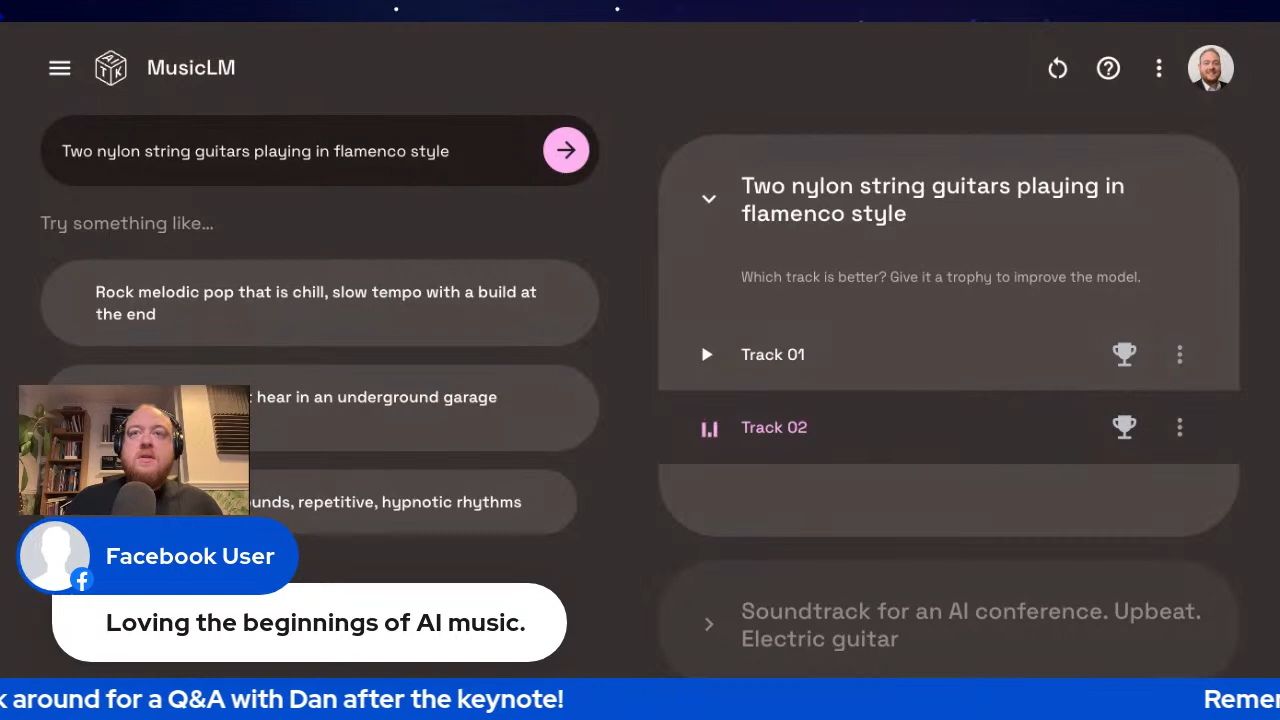 MusicLM
Two nylon string guitars playing in flamenco style
Try something like...
Rock melodic pop that is chill, slow tempo with a build at
the end
hear in an underground garage
repetitive, hypnotic rhythms
Two nylon string guitars playing in
flamenco style
Which track is better? Give it a trophy to improve the model.
Track 01
Track 02
Soundtrack for an AI conference. Upbeat.
Electric guitar
Facebook User
Loving the beginnings of AI music.
around for a Q&A with Dan after the keynote!